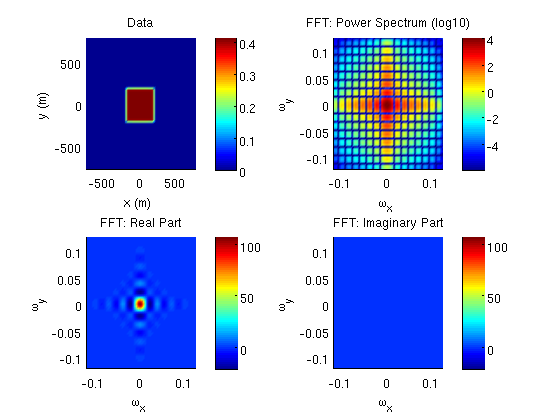 Data
FFT: Power Spectrum (log10)
500
0
−500
y (m)
−500 0 500
x (m)
0.4
0.3
0.2
0.1
0
0.1
0.05
0
−0.05
−0.1
ωy
−0.1 0 0.1
ωx
4
2
0
−2
−4
FFT: Real Part
FFT: Imaginary Part
0.1
0.05
0
−0.05
−0.1
ωy
−0.1 0 0.1
ωx
100
50
0
0.1
0.05
0
−0.05
−0.1
ωy
−0.1 0 0.1
ωx
100
50
0